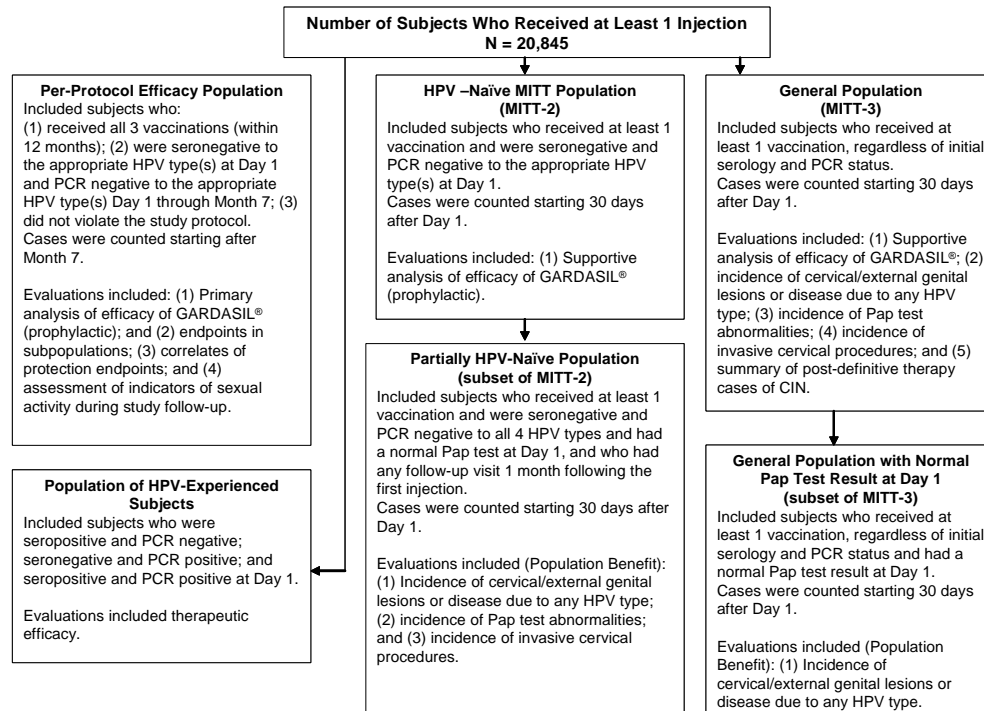 Number of Subjects Who Received at Least 1 Injection
N = 20,845
Per-Protocol Efficacy Population
Included subjects who:
(1) received all 3 vaccinations (within
12 months); (2) were seronegative to
the appropriate HPV type(s) at Day 1
and PCR negative to the appropriate
HPV type(s) Day 1 through Month 7; (3)
did not violate the study protocol.
Cases were counted starting after
Month 7.
Evaluations included: (1) Primary
analysis of efficacy of GARDASIL®
(prophylactic); and (2) endpoints in
subpopulations; (3) correlates of
protection endpoints; and (4)
assessment of indicators of sexual
activity during study follow-up.
HPV –Naïve MITT Population
(MITT-2)
Included subjects who received at least 1
vaccination and were seronegative and
PCR negative to the appropriate HPV
type(s) at Day 1.
Cases were counted starting 30 days
after Day 1.
Evaluations included: (1) Supportive
analysis of efficacy of GARDASIL®
(prophylactic).
General Population
(MITT-3)
Included subjects who received at
least 1 vaccination, regardless of initial
serology and PCR status.
Cases were counted starting 30 days
after Day 1.
Evaluations included: (1) Supportive
analysis of efficacy of GARDASIL®; (2)
incidence of cervical/external genital
lesions or disease due to any HPV
type; (3) incidence of Pap test
abnormalities; (4) incidence of
invasive cervical procedures; and (5)
summary of post-definitive therapy
cases of CIN.
Population of HPV-Experienced
Subjects
Included subjects who were
seropositive and PCR negative;
seronegative and PCR positive; and
seropositive and PCR positive at Day 1.
Evaluations included therapeutic
efficacy.
Partially HPV-Naïve Population
(subset of MITT-2)
Included subjects who received at least 1
vaccination and were seronegative and
PCR negative to all 4 HPV types and had
a normal Pap test at Day 1, and who had
any follow-up visit 1 month following the
first injection.
Cases were counted starting 30 days after
Day 1.
Evaluations included (Population Benefit):
(1) Incidence of cervical/external genital
lesions or disease due to any HPV type;
(2) incidence of Pap test abnormalities;
and (3) incidence of invasive cervical
procedures.
General Population with Normal
Pap Test Result at Day 1
(subset of MITT-3)
Included subjects who received at
least 1 vaccination, regardless of initial
serology and PCR status and had a
normal Pap test result at Day 1.
Cases were counted starting 30 days
after Day 1.
Evaluations included (Population
Benefit): (1) Incidence of
cervical/external genital lesions or
disease due to any HPV type.